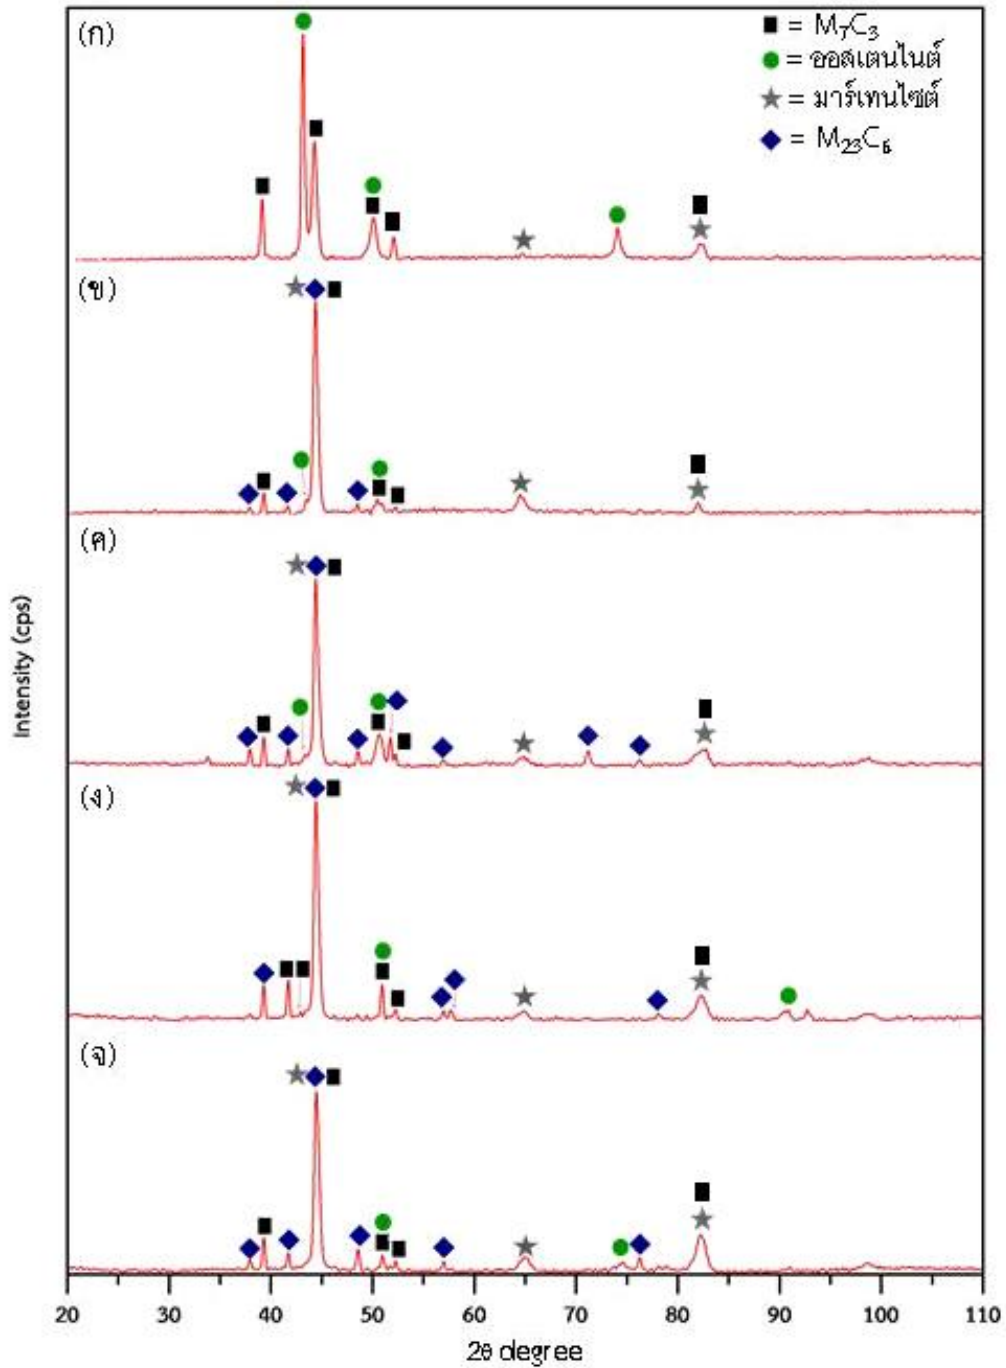 (ก)
■ = M7C3
● = ออสเตนไนต์
★ = มาร์เทนไซต์
◆ = M23C6
(ข)
(ค)
(ง)
(จ)
Intensity (cps)
20 30 40 50 60 70 80 90 100 110
2θ degree